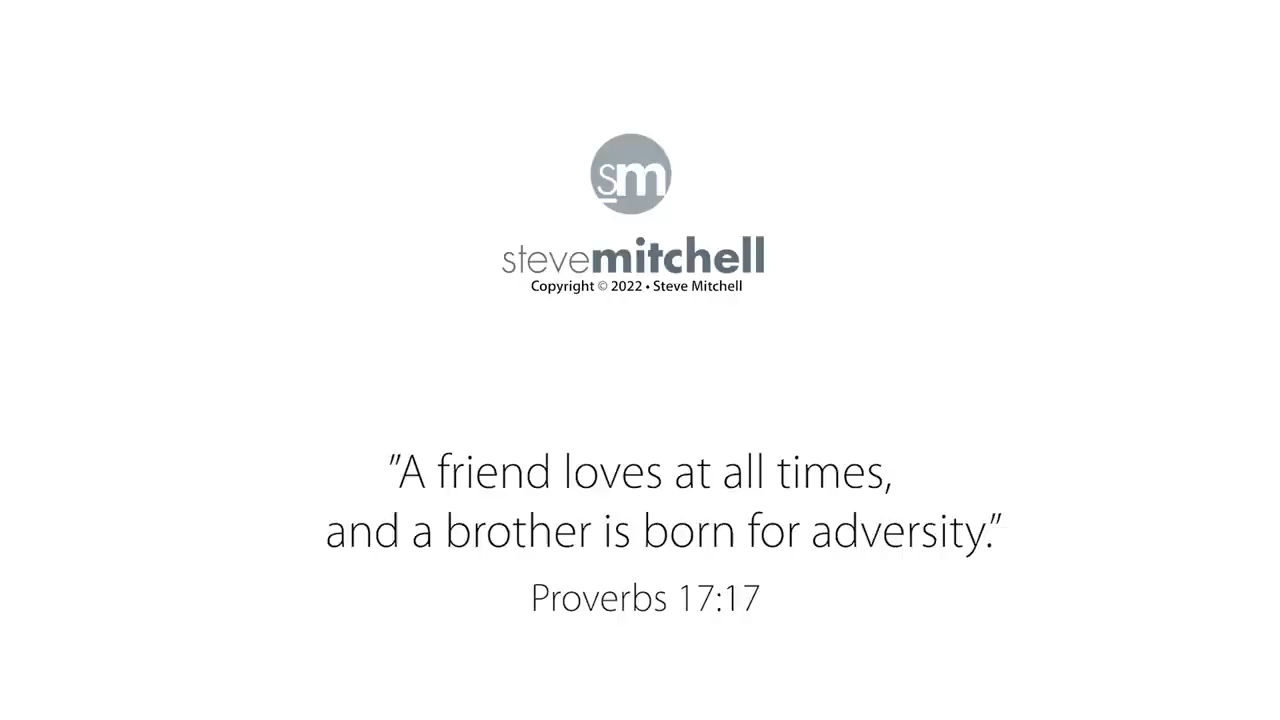 sm
stevemitchell
Copyright © 2022 • Steve Mitchell
”A friend loves at all times,
and a brother is born for adversity.”
Proverbs 17:17